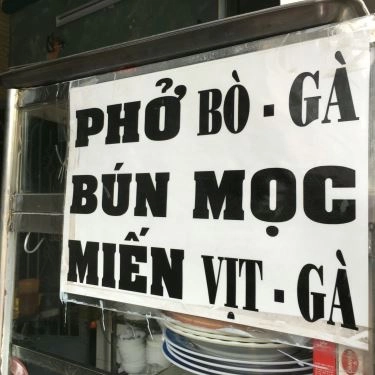 PHỞ BÒ - GÀ
BÚN MỌC
MIẾN VỊT - GÀ